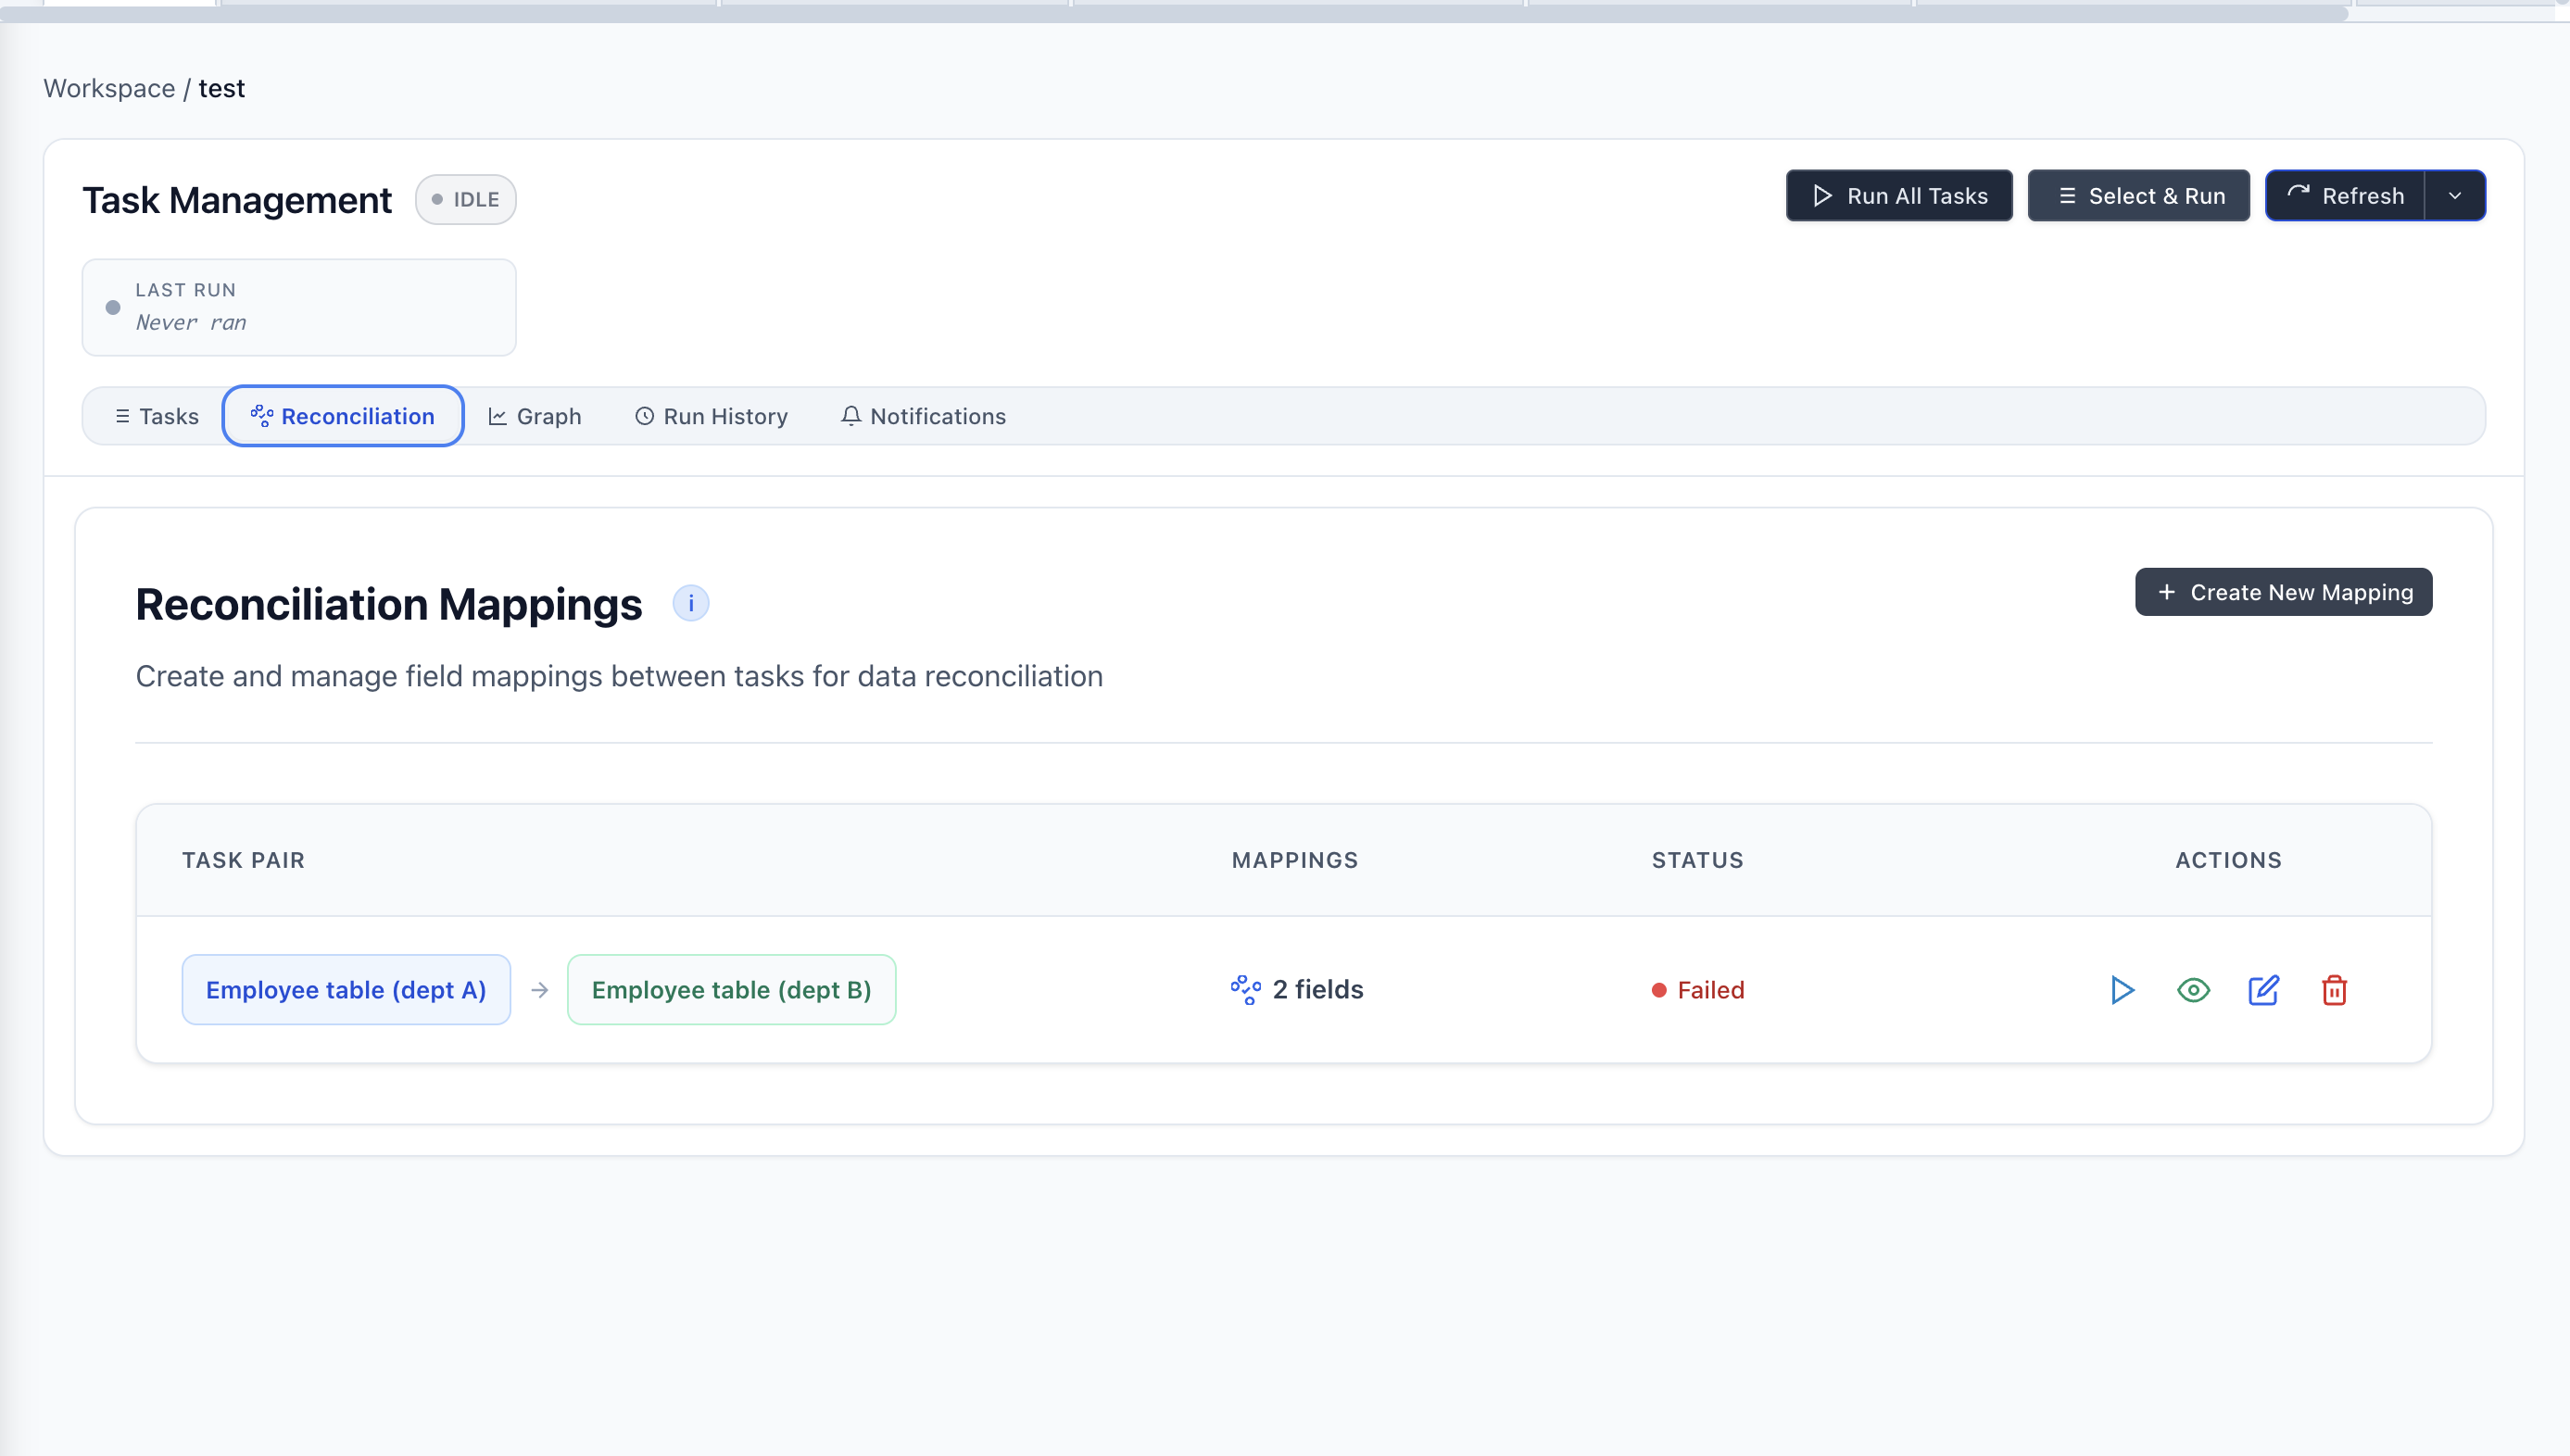 Workspace / test
Task Management
IDLE
Run All Tasks
Select & Run
Refresh
LAST RUN
Never ran
Tasks
Reconciliation
Graph
Run History
Notifications
Reconciliation Mappings
i
Create New Mapping
Create and manage field mappings between tasks for data reconciliation
TASK PAIR
MAPPINGS
STATUS
ACTIONS
Employee table (dept A)
Employee table (dept B)
2 fields
Failed